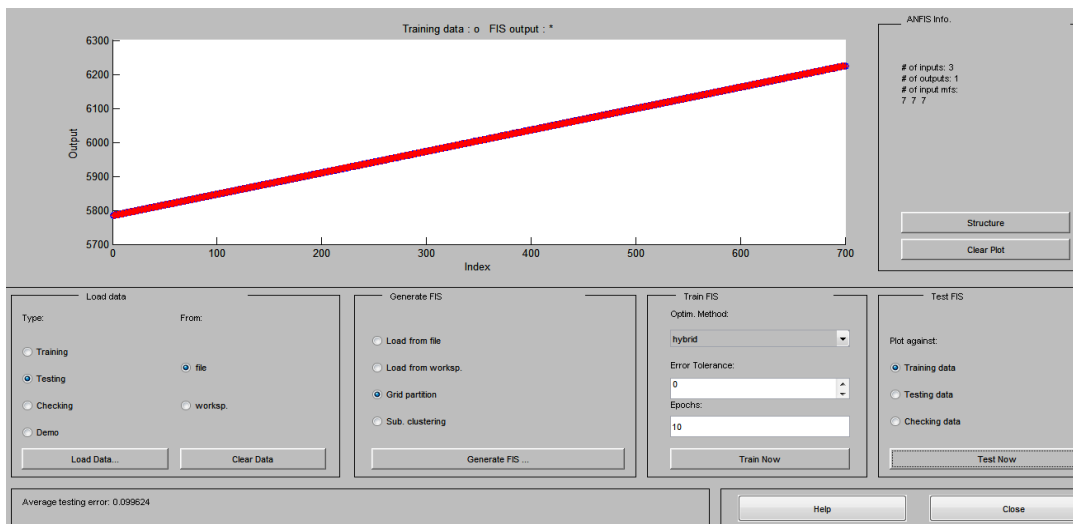 Training data : o FIS output : *
6300
6200
6100
6000
5900
5800
5700
Output
0 100 200 300 400 500 600 700
Index
ANFIS Info.
# of inputs: 3
# of outputs: 1
# of input mfs:
7 7 7
Structure
Clear Plot
Load data
Type:
From:
Training
Testing
Checking
Demo
file
worksp.
Load Data...
Clear Data
Generate FIS
Load from file
Load from worksp.
Grid partition
Sub. clustering
Generate FIS ...
Train FIS
Optim. Method:
hybrid
Error Tolerance:
0
Epochs:
10
Train Now
Test FIS
Plot against:
Training data
Testing data
Checking data
Test Now
Average testing error: 0.099624
Help
Close